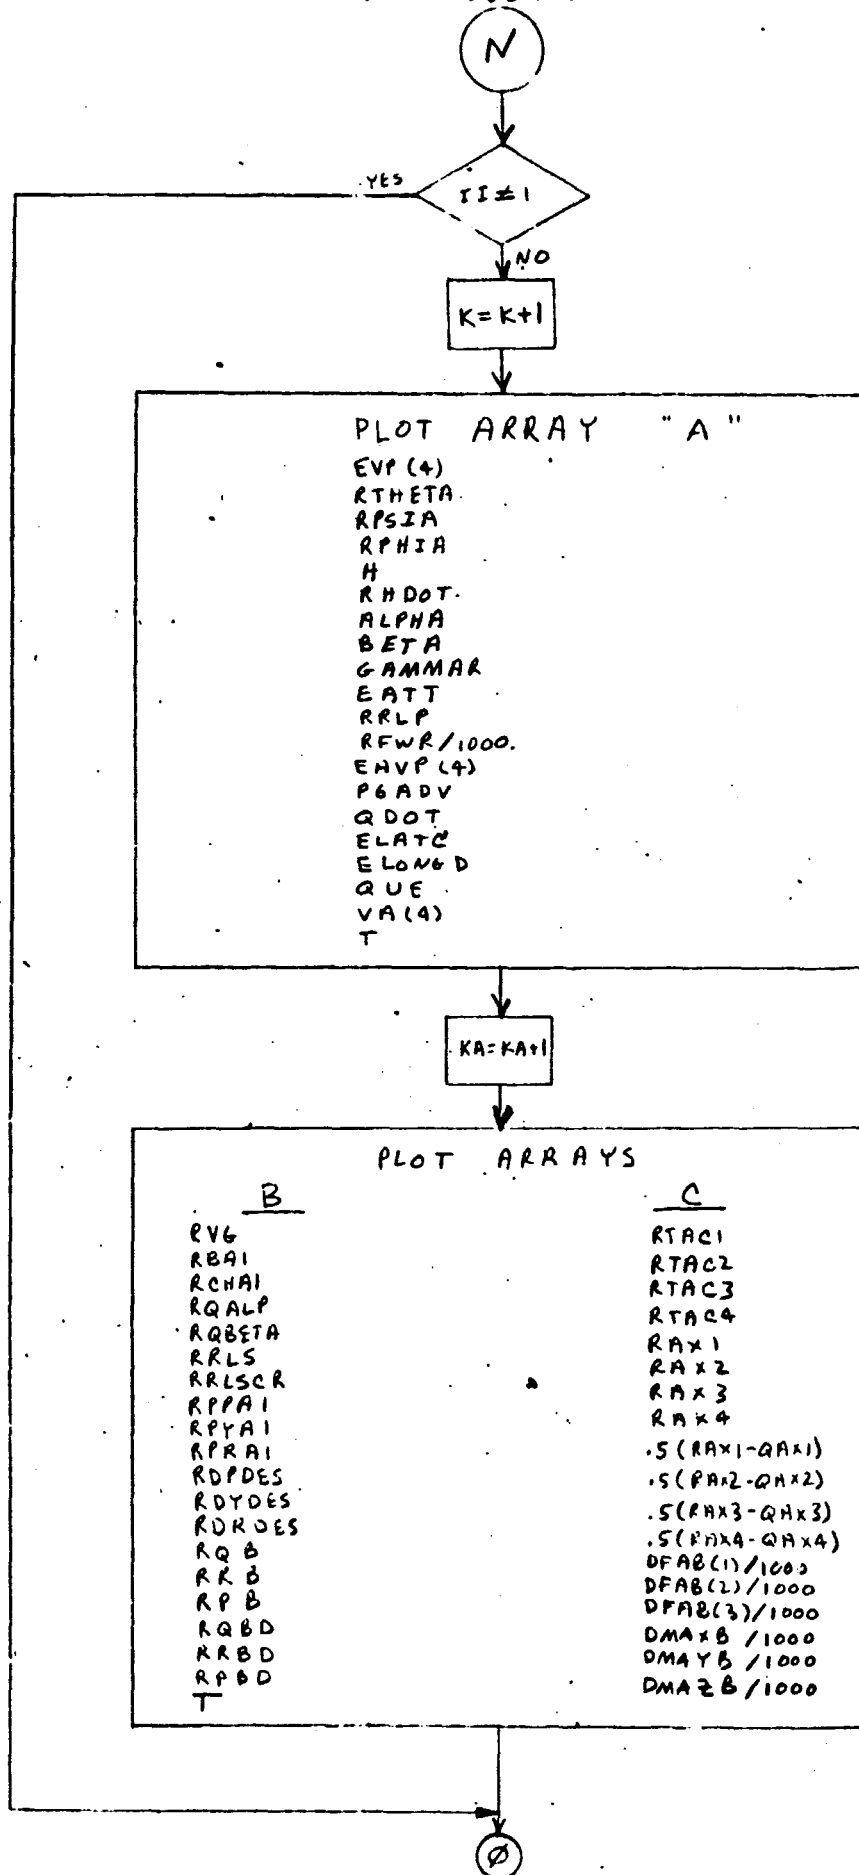 N
YES
II≠1
NO
K=K+1
PLOT ARRAY "A"
EVP(4)
RTHETA
RPSIA
RPHIA
H
RHDOT
ALPHA
BETA
GAMMAR
EATT
RRLP
RFWR/1000.
ENVP(4)
PGADV
QDOT
ELATC
ELONGD
QUE
VA(4)
T
KA=KA+1
PLOT ARRAYS
B
RVG
RBAI
RCHAI
RQALP
RQBETA
RRLS
RRLSCR
RPPAI
RPYAI
RPRAI
RDPDES
RDYDES
RDRDES
RQB
RRB
RPB
RQBD
RRBD
RPBD
T
C
RTAC1
RTAC2
RTAC3
RTAC4
RAX1
RAX2
RAX3
RAX4
.5(RAX1-QAX1)
.5(RAX2-QAX2)
.5(RAX3-QAX3)
.5(RAX4-QAX4)
DFAB(1)/1000
DFAB(2)/1000
DFAB(3)/1000
DMAXB/1000
DMAYB/1000
DMAZB/1000
Ø